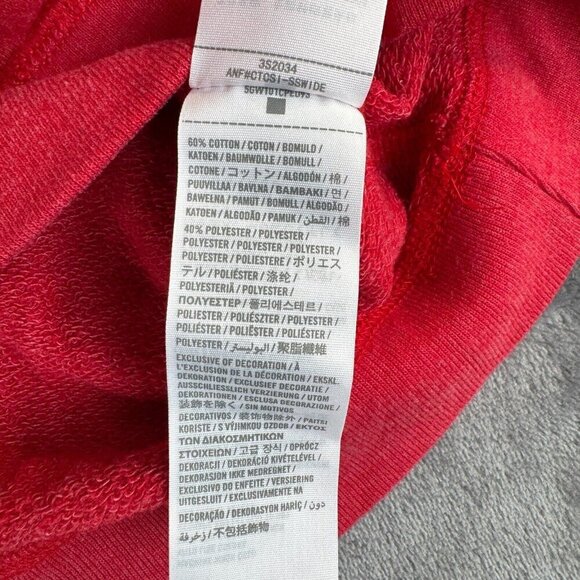 3S2034
ANF#CTCSI-SSWIDE
60% COTTON / COTON / BOMULD /
KATOEN / BAUMWOLLE / BOMULL /
COTONE / コットン / ALGODÓN / 棉 /
PUUVILLAA / BAVLNA / ΒΑΜΒΑΚΙ / 면 /
BAWEŁNA / PAMUT / BOMULL / ALGODÃO /
KATOEN / ALGODÃO / PAMUK / القطن / 棉
40% POLYESTER / POLYESTER /
POLYESTER / POLYESTER / POLYESTER /
POLYESTER / POLIESTERE / ポリエス
テル / POLIÉSTER / 涤纶 /
POLYESTERIÄ / POLYESTER /
ΠΟΛΥΕΣΤΕΡ / 폴리에스테르 /
POLIESTER / POLIÉSZTER / POLYESTER /
POLIÉSTER / POLIÉSTER / POLIÉSTER /
POLYESTER / البوليستر / 聚脂纖維
EXCLUSIVE OF DECORATION / À
L'EXCLUSION DE LA DÉCORATION / EKSKL.
DEKORATION / EXCLUSIEF DECORATIE /
AUSSCHLIESSLICH VERZIERUNG / UTOM
DEKORATIONEN / ESCLUSA DECORAZIONE /
装飾を除く / SIN MOTIVOS
DECORATIVOS / 装饰物除外 / PAITSI
KORISTE / S VÝJIMKOU OZDOB / ΕΚΤΟΣ
ΤΩΝ ΔΙΑΚΟΣΜΗΤΙΚΩΝ
ΣΤΟΙΧΕΙΩΝ / 고급 장식 / OPRÓCZ
DEKORACJI / DEKORÁCIÓ KIVÉTELÉVEL /
DEKORASJON IKKE MEDREGNET /
EXCLUSIVO DO ENFEITE / VERSIERING
UITGESLUIT / EXCLUSIVAMENTE NA
DECORAÇÃO / DEKORASYON HARİÇ / دون
زخرفة / 不包括飾物